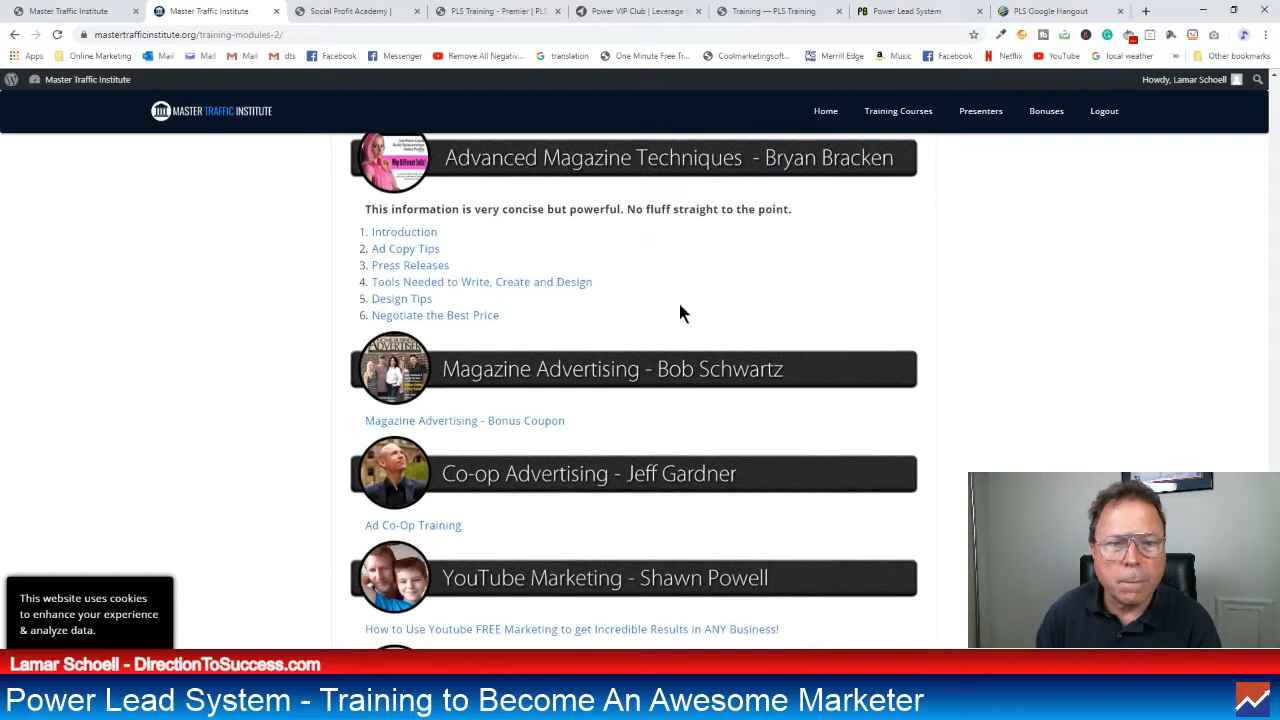 Master Traffic Institute
Master Traffic Institute
Social Profit Academy |
PLS Training - Premier | PLS
Power VIP Club | Leverage
Training — PLS Training
Power Lead System
PLS Google Hangout
mastertrafficinstitute.org/training-modules-2/
Apps
Online Marketing
Mail
Mail
Mail
dts
Facebook
Messenger
Remove All Negativ...
translation
One Minute Free Tr...
Coolmarketingsoft...
Merrill Edge
Music
Facebook
Netflix
YouTube
local weather
»
Other bookmarks
Master Traffic Institute
Howdy, Lamar Schoell
MASTER TRAFFIC INSTITUTE
Home
Training Courses
Presenters
Bonuses
Logout
Advanced Magazine Techniques - Bryan Bracken
This information is very concise but powerful. No fluff straight to the point.
1. Introduction
2. Ad Copy Tips
3. Press Releases
4. Tools Needed to Write, Create and Design
5. Design Tips
6. Negotiate the Best Price
Magazine Advertising - Bob Schwartz
Magazine Advertising - Bonus Coupon
Co-op Advertising - Jeff Gardner
Ad Co-Op Training
YouTube Marketing - Shawn Powell
How to Use Youtube FREE Marketing to get Incredible Results in ANY Business!
This website uses cookies
to enhance your experience
& analyze data.
Lamar Schoell - DirectionToSuccess.com
Power Lead System - Training to Become An Awesome Marketer